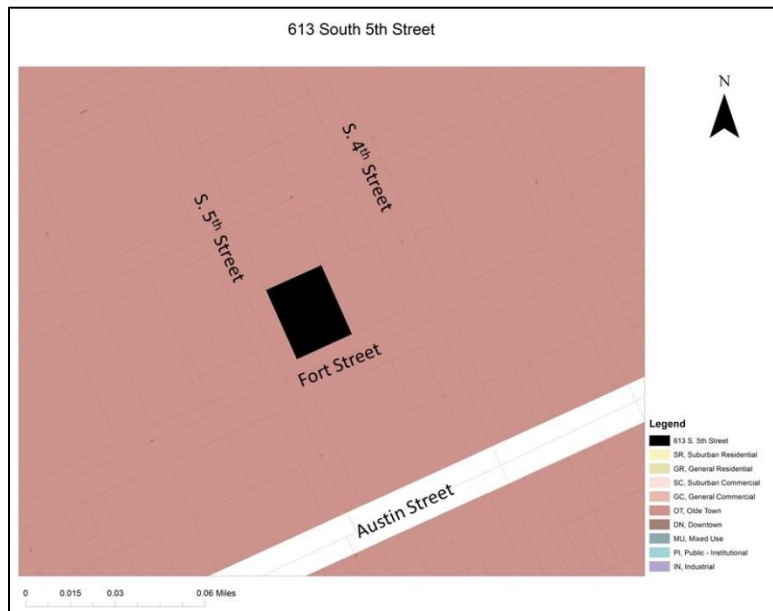 613 South 5th Street
N
S. 4th Street
S. 5th Street
Fort Street
Austin Street
Legend
613 S. 5th Street
SR, Suburban Residential
GR, General Residential
SC, Suburban Commercial
GC, General Commercial
OT, Olde Town
DN, Downtown
MU, Mixed Use
PI, Public - Institutional
IN, Industrial
0 0.015 0.03 0.06 Miles